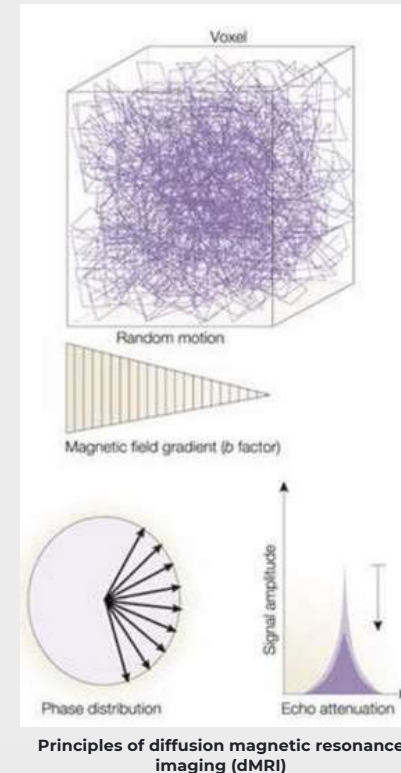 Voxel
Random motion
Magnetic field gradient (b factor)
Signal amplitude
Phase distribution
Echo attenuation
Principles of diffusion magnetic resonance
imaging (dMRI)